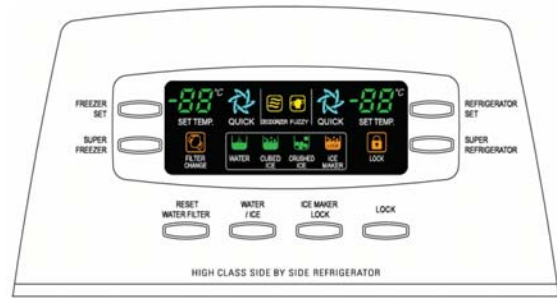 FREEZER
SET
SUPER
FREEZER
-88°C
SET TEMP.
QUICK
DEODORIZER FUZZY
QUICK
-88°C
SET TEMP.
FILTER
CHANGE
WATER
CUBED
ICE
CRUSHED
ICE
ICE
MAKER
LOCK
REFRIGERATOR
SET
SUPER
REFRIGERATOR
RESET
WATER FILTER
WATER
/ ICE
ICE MAKER
LOCK
LOCK
HIGH CLASS SIDE BY SIDE REFRIGERATOR